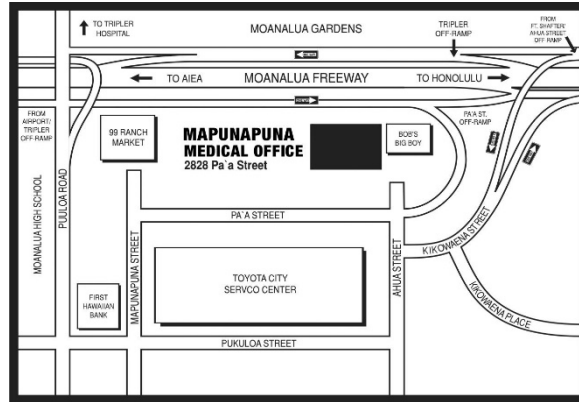 TO TRIPLER
HOSPITAL
MOANALUA GARDENS
TRIPLER
OFF-RAMP
FROM
FT. SHAFTER/
AHUA STREET
OFF RAMP
TO AIEA
MOANALUA FREEWAY
TO HONOLULU
FROM
AIRPORT/
TRIPLER
OFF-RAMP
99 RANCH
MARKET
MAPUNAPUNA
MEDICAL OFFICE
2828 Pa`a Street
BOB'S
BIG BOY
PA'A ST.
OFF-RAMP
MOANALUA HIGH SCHOOL
PUULOA ROAD
MAPUNAPUNA STREET
PA`A STREET
AHUA STREET
KIKOWAENA STREET
KIKOWAENA PLACE
TOYOTA CITY
SERVCO CENTER
FIRST
HAWAIIAN
BANK
PUKULOA STREET